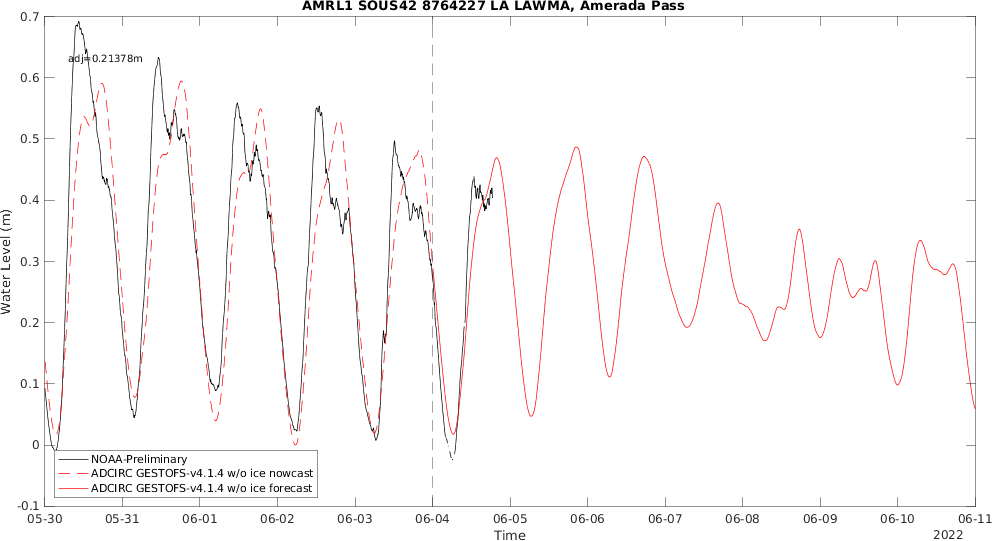 AMRL1 SOUS42 8764227 LA LAWMA, Amerada Pass
adj=0.21378m
Water Level (m)
0.7
0.6
0.5
0.4
0.3
0.2
0.1
0
-0.1
NOAA-Preliminary
ADCIRC GESTOFS-v4.1.4 w/o ice nowcast
ADCIRC GESTOFS-v4.1.4 w/o ice forecast
05-30 05-31 06-01 06-02 06-03 06-04 06-05 06-06 06-07 06-08 06-09 06-10 06-11
Time
2022